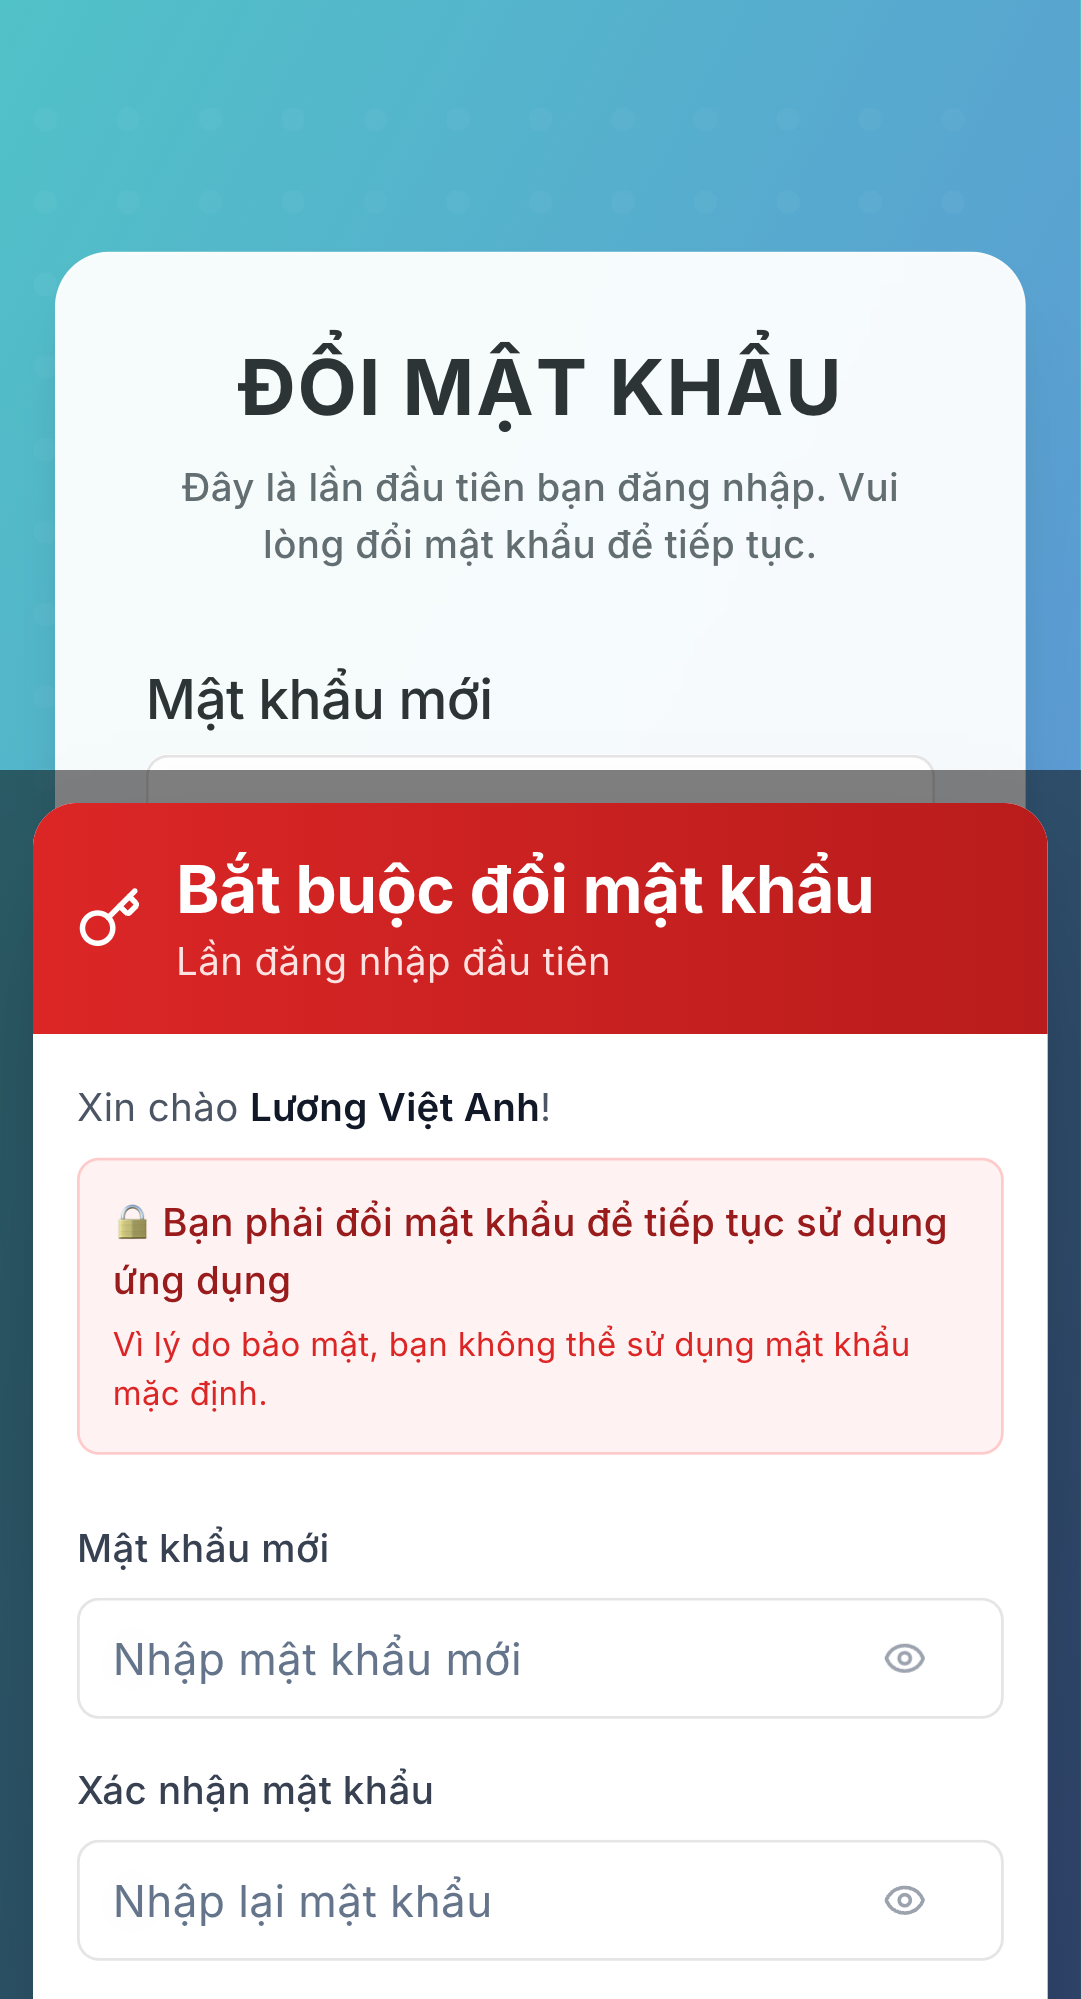 ĐỔI MẬT KHẨU
Đây là lần đầu tiên bạn đăng nhập. Vui
lòng đổi mật khẩu để tiếp tục.
Mật khẩu mới
Bắt buộc đổi mật khẩu
Lần đăng nhập đầu tiên
Xin chào Lương Việt Anh!
🔒 Bạn phải đổi mật khẩu để tiếp tục sử dụng
ứng dụng
Vì lý do bảo mật, bạn không thể sử dụng mật khẩu
mặc định.
Mật khẩu mới
Nhập mật khẩu mới
Xác nhận mật khẩu
Nhập lại mật khẩu